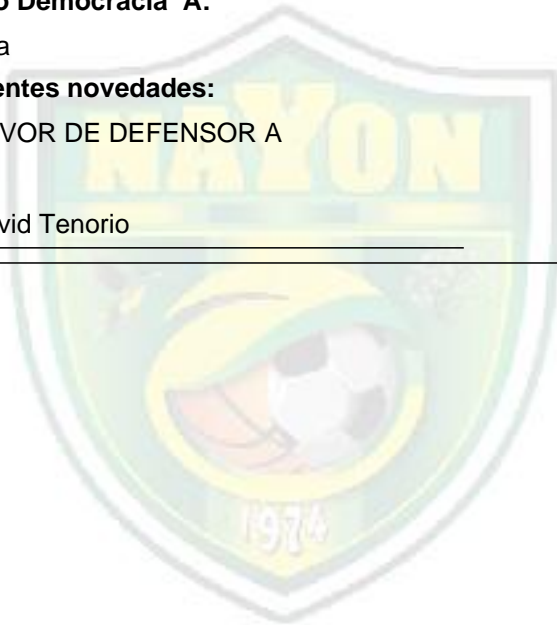 o Democracia A.
a
entes novedades:
VOR DE DEFENSOR A
NAYON
vid Tenorio
1974